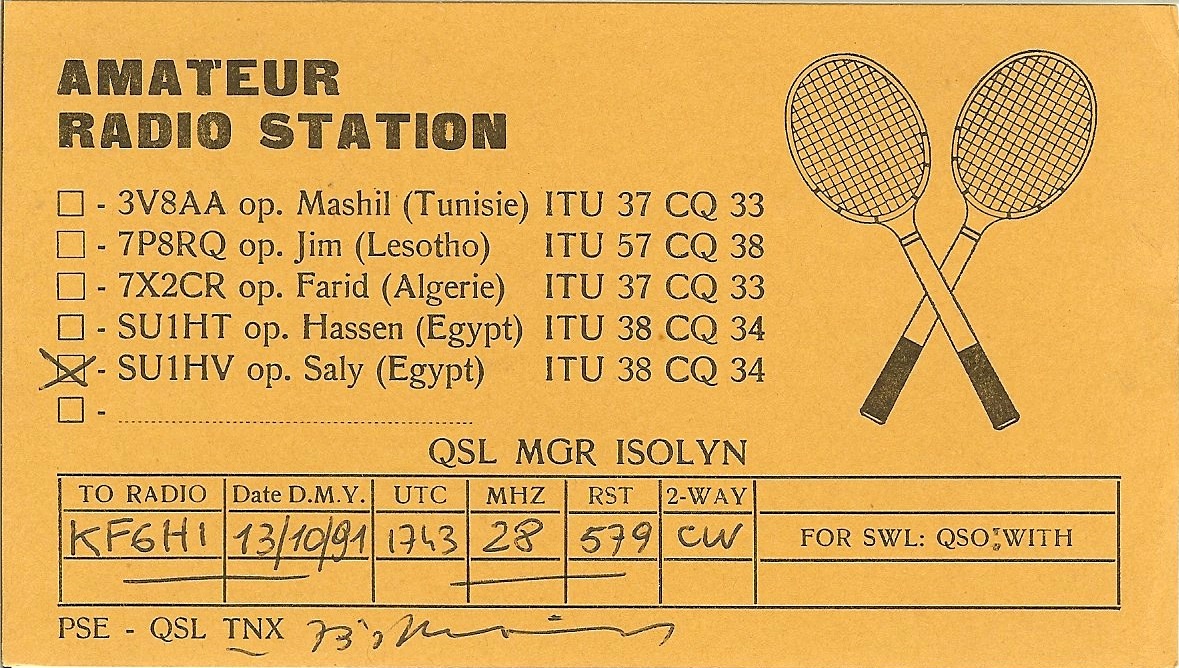 AMATEUR
RADIO STATION
☐ - 3V8AA op. Mashil (Tunisie) ITU 37 CQ 33
☐ - 7P8RQ op. Jim (Lesotho) ITU 57 CQ 38
☐ - 7X2CR op. Farid (Algerie) ITU 37 CQ 33
☐ - SU1HT op. Hassen (Egypt) ITU 38 CQ 34
☒ - SU1HV op. Saly (Egypt) ITU 38 CQ 34
☐ - ........................................
QSL MGR ISOLYN
TO RADIO Date D.M.Y. UTC MHZ RST 2-WAY
KF6HI 13/10/91 1743 28 579 CW FOR SWL: QSO: WITH
PSE - QSL TNX 73's